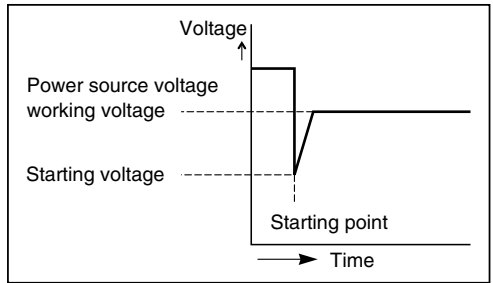 Voltage
Power source voltage
working voltage
Starting voltage
Starting point
Time